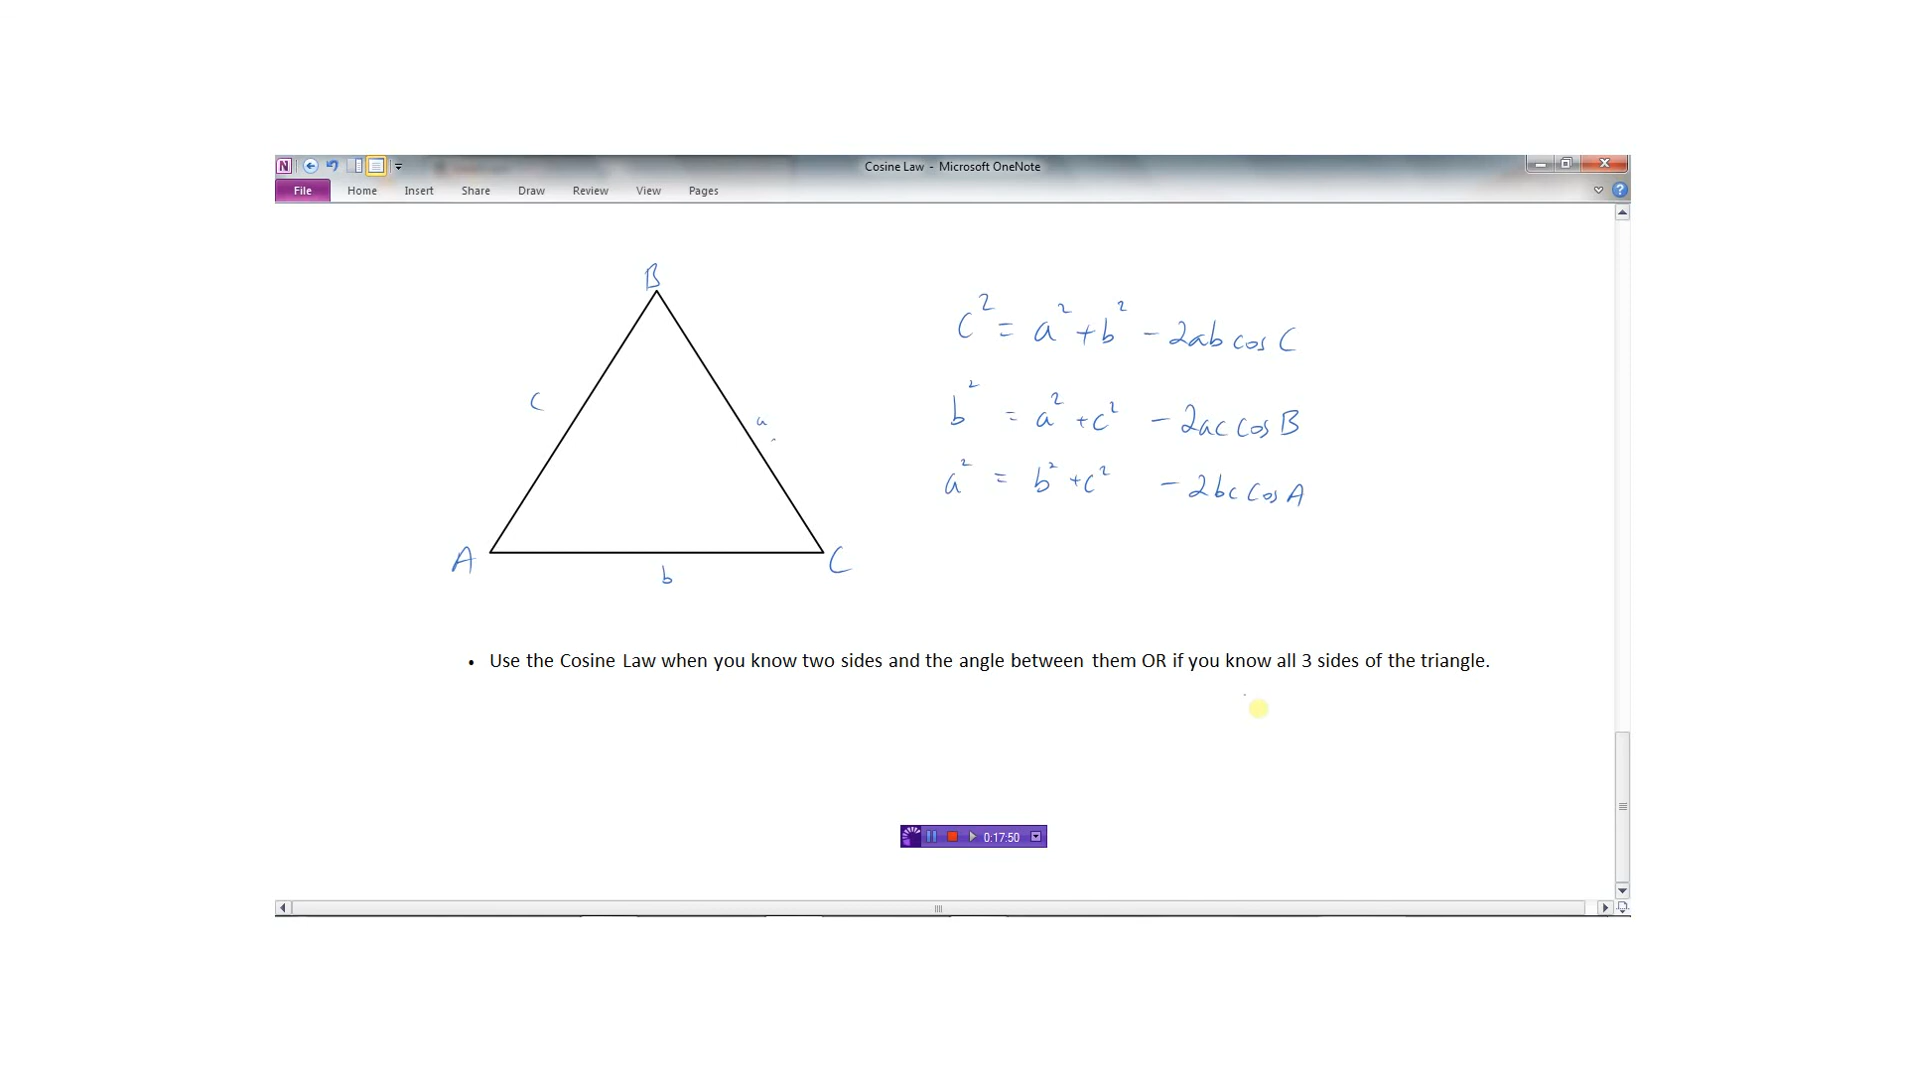 Cosine Law - Microsoft OneNote
File Home Insert Share Draw Review View Pages
B
c² = a² + b² - 2ab cos C
b² = a² + c² - 2ac cos B
c
a
a² = b² + c² - 2bc cos A
A
C
b
• Use the Cosine Law when you know two sides and the angle between them OR if you know all 3 sides of the triangle.
0:17:50